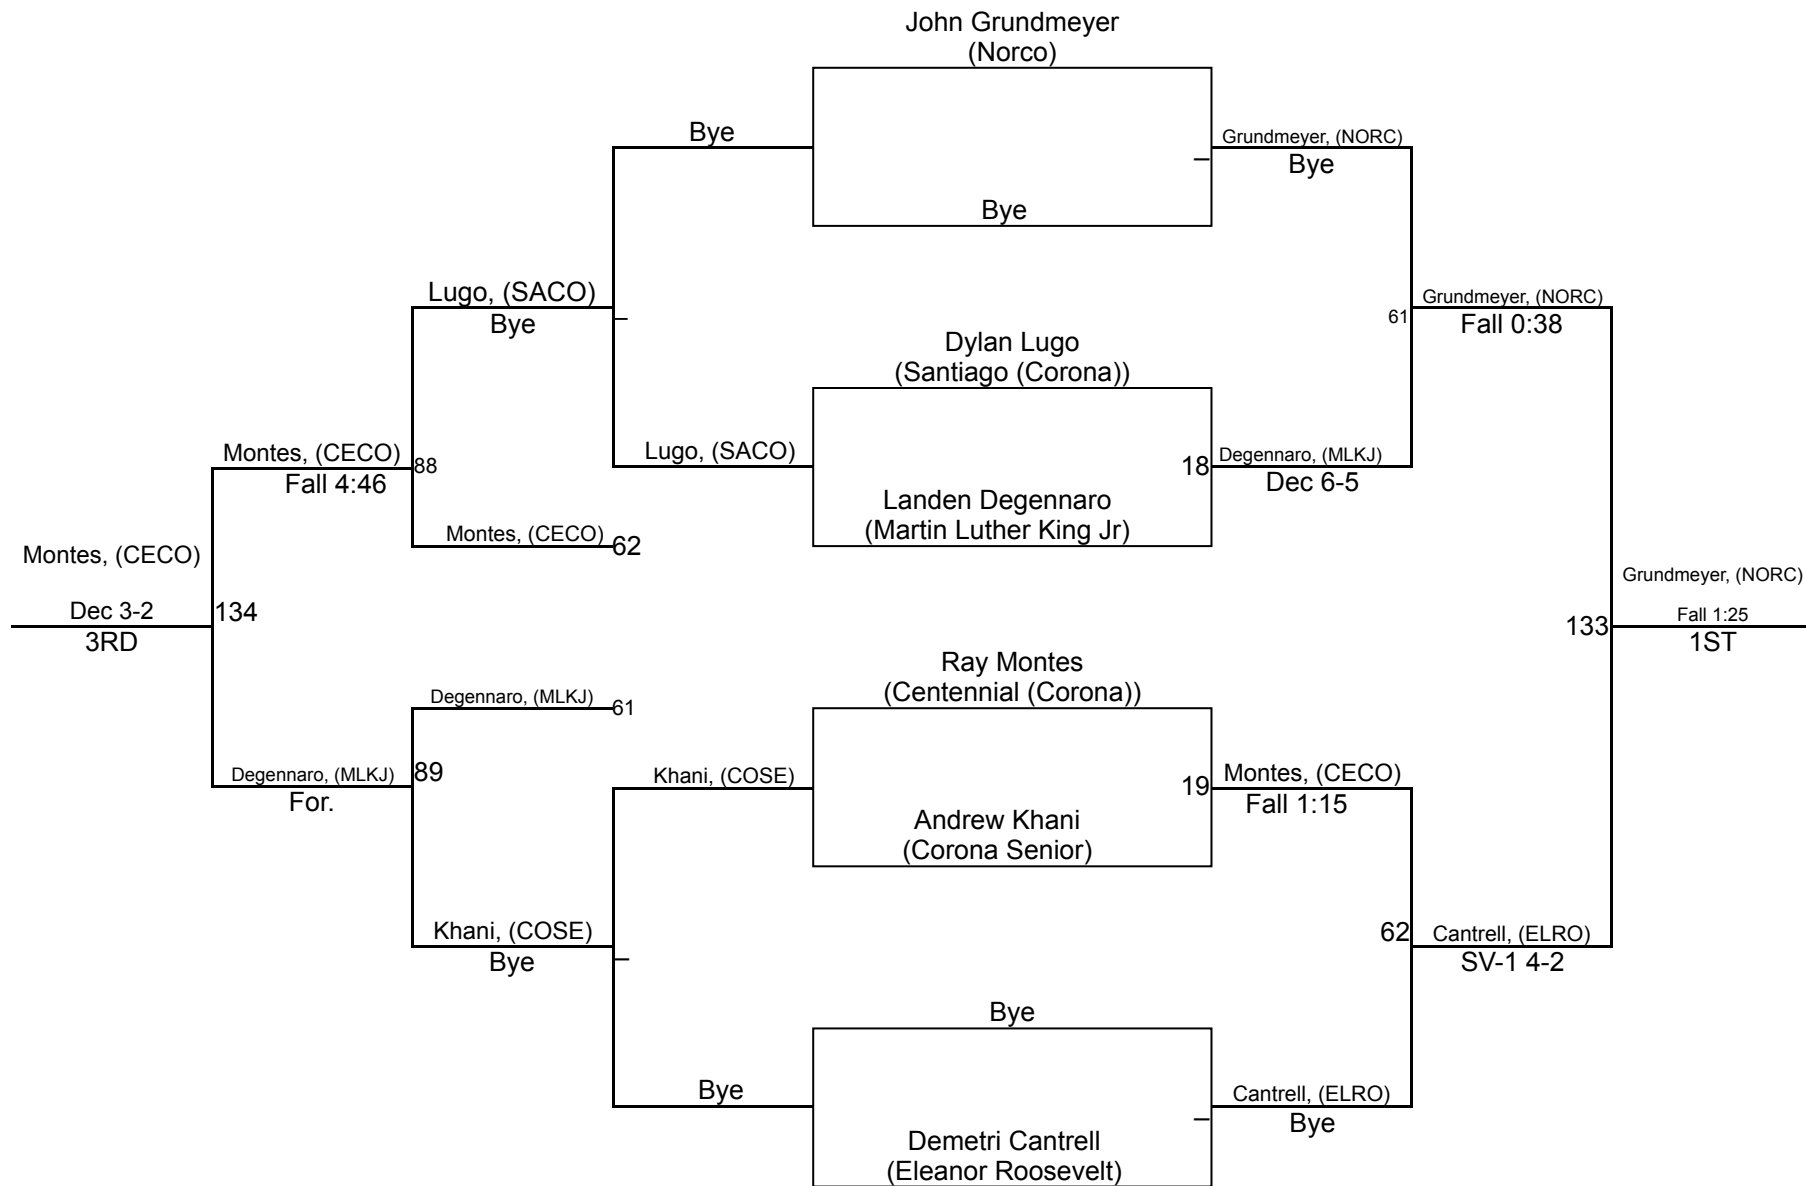 John Grundmeyer
(Norco)
Bye
Grundmeyer, (NORC)
Bye
Bye
Lugo, (SACO)
Bye
Grundmeyer, (NORC)
61
Fall 0:38
Dylan Lugo
(Santiago (Corona))
Montes, (CECO)
88
Fall 4:46
Lugo, (SACO)
18
Degennaro, (MLKJ)
Dec 6-5
Landen Degennaro
(Martin Luther King Jr)
Montes, (CECO)
62
Montes, (CECO)
Dec 3-2
134
3RD
Grundmeyer, (NORC)
Fall 1:25
133
1ST
Ray Montes
(Centennial (Corona))
Degennaro, (MLKJ)
61
Degennaro, (MLKJ)
89
For.
Khani, (COSE)
19
Montes, (CECO)
Fall 1:15
Andrew Khani
(Corona Senior)
Khani, (COSE)
Bye
62
Cantrell, (ELRO)
SV-1 4-2
Bye
Bye
Cantrell, (ELRO)
Bye
Demetri Cantrell
(Eleanor Roosevelt)